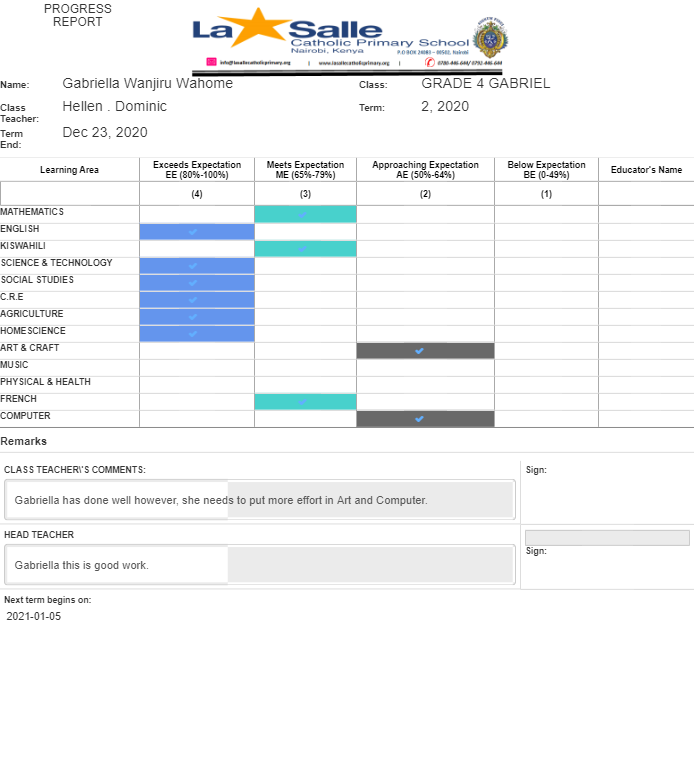 PROGRESS
REPORT
La Salle
Catholic Primary School
Nairobi, Kenya
P.O BOX 24083 - 00502, Nairobi
info@lasallecatholicprimary.org | www.lasallecatholicprimary.org | 0780-446-644/ 0792-446-644
Name: Gabriella Wanjiru Wahome Class: GRADE 4 GABRIEL
Class Teacher: Hellen . Dominic Term: 2, 2020
Term End: Dec 23, 2020
Learning Area Exceeds Expectation EE (80%-100%) Meets Expectation ME (65%-79%) Approaching Expectation AE (50%-64%) Below Expectation BE (0-49%) Educator's Name
(4) (3) (2) (1)
MATHEMATICS
ENGLISH
KISWAHILI
SCIENCE & TECHNOLOGY
SOCIAL STUDIES
C.R.E
AGRICULTURE
HOMESCIENCE
ART & CRAFT
MUSIC
PHYSICAL & HEALTH
FRENCH
COMPUTER
Remarks
CLASS TEACHER\'S COMMENTS: Sign:
Gabriella has done well however, she needs to put more effort in Art and Computer.
HEAD TEACHER
Sign:
Gabriella this is good work.
Next term begins on:
2021-01-05